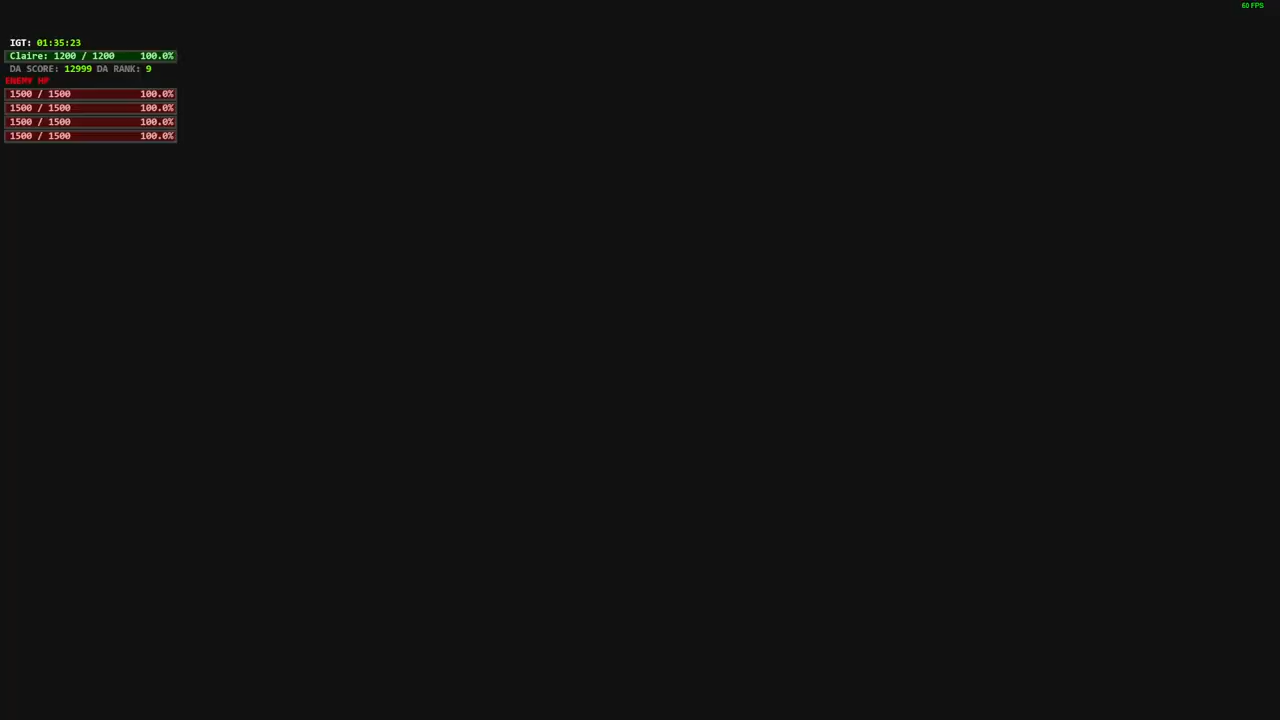 60 FPS
IGT: 01:35:23
Claire: 1200 / 1200 100.0%
DA SCORE: 12999 DA RANK: 9
ENEMY HP
1500 / 1500 100.0%
1500 / 1500 100.0%
1500 / 1500 100.0%
1500 / 1500 100.0%